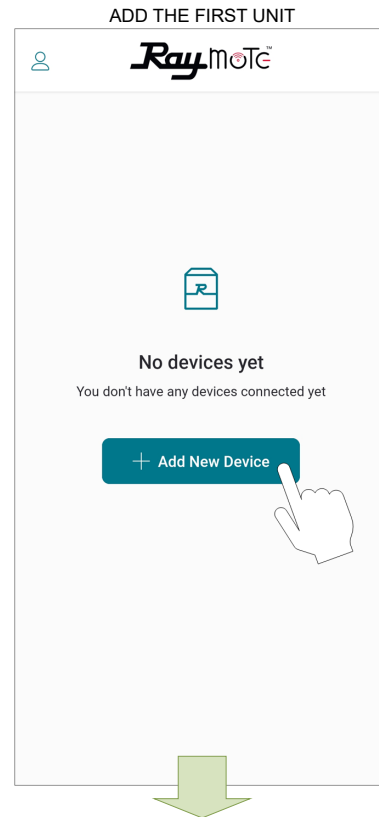 ADD THE FIRST UNIT
Raymote™
R
No devices yet
You don't have any devices connected yet
+ Add New Device